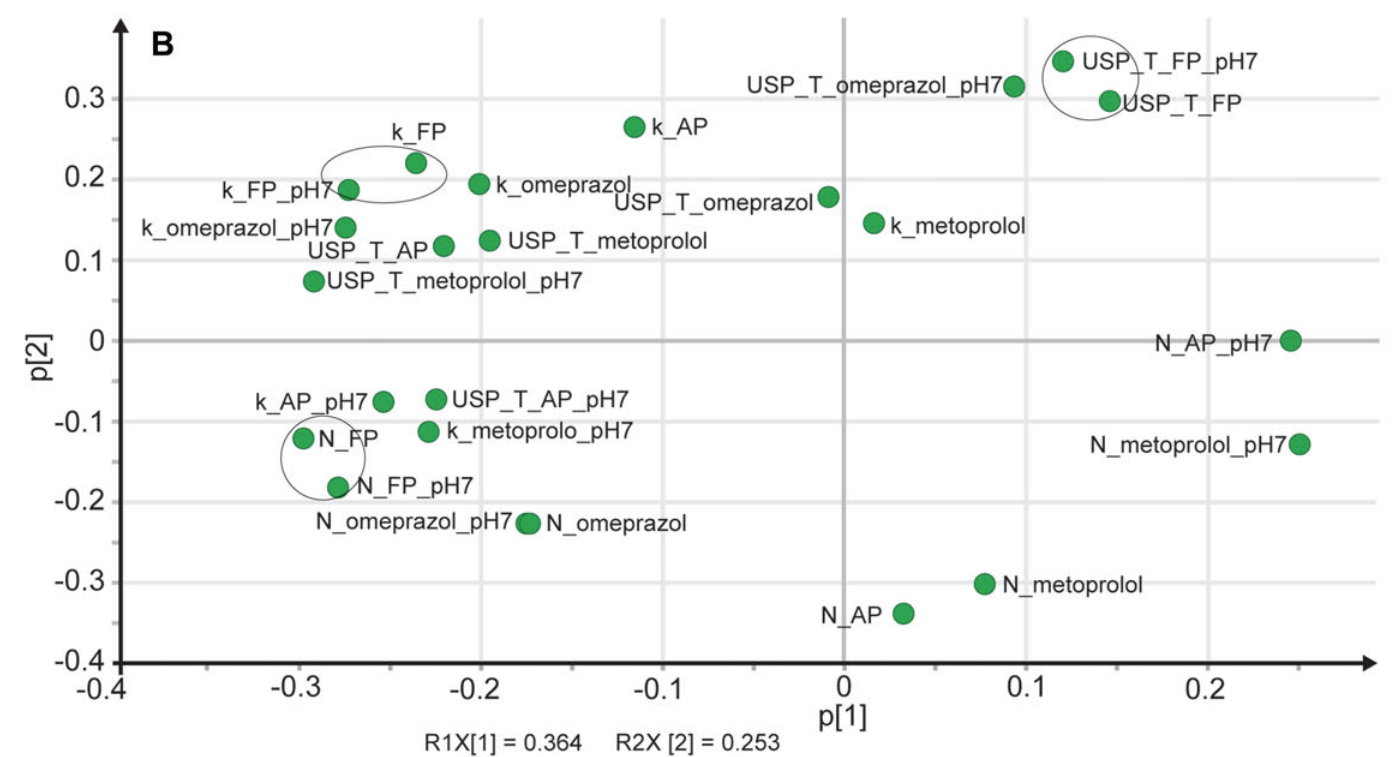 B
USP_T_FP_pH7
USP_T_omeprazol_pH7
0.3
USP_T_FP
k_AP
k_FP
0.2
k_FP_pH7
k_omeprazol
USP_T_omeprazol
k_omeprazol_pH7
k_metoprolol
USP_T_AP
USP_T_metoprolol
0.1
USP_T_metoprolol_pH7
0
N_AP_pH7
p[2]
k_AP_pH7
USP_T_AP_pH7
-0.1
N_FP
k_metoprolo_pH7
N_metoprolol_pH7
N_FP_pH7
-0.2
N_omeprazol_pH7
N_omeprazol
-0.3
N_metoprolol
N_AP
-0.4
-0.4 -0.3 -0.2 -0.1 0 0.1 0.2
p[1]
R1X[1] = 0.364 R2X [2] = 0.253